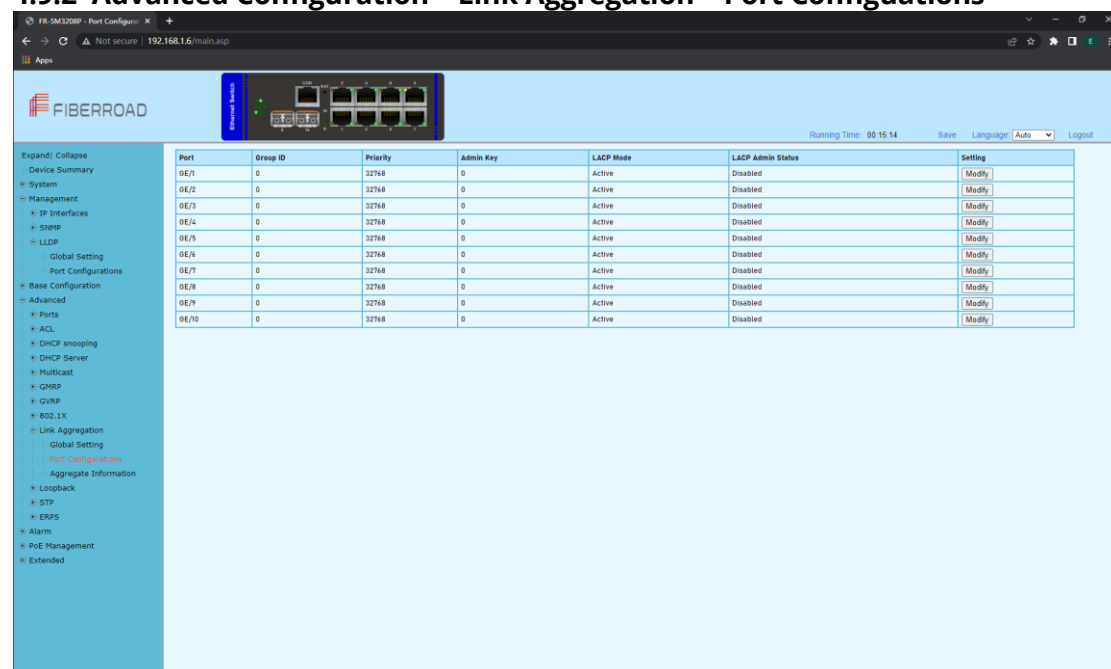 4.9.2 Advanced Configuration – Link Aggregation – Port Configuations
FR-5M3208P - Port Configurat
Not secure | 192.168.1.6/main.asp
Apps
FIBERROAD
Ethernet Switch
Running Time: 00:15:14 Save Language: Auto Logout
Expand| Collapse
Device Summary
System
Management
IP Interfaces
SNMP
LLDP
Global Setting
Port Configurations
Base Configuration
Advanced
Ports
ACL
DHCP snooping
DHCP Server
Multicast
GMRP
GVRP
802.1X
Link Aggregation
Global Setting
Port Configurations
Aggregate Information
Loopback
STP
ERPS
Alarm
PoE Management
Extended
Port Group ID Priority Admin Key LACP Mode LACP Admin Status Setting
GE/1 0 32768 0 Active Disabled Modify
GE/2 0 32768 0 Active Disabled Modify
GE/3 0 32768 0 Active Disabled Modify
GE/4 0 32768 0 Active Disabled Modify
GE/5 0 32768 0 Active Disabled Modify
GE/6 0 32768 0 Active Disabled Modify
GE/7 0 32768 0 Active Disabled Modify
GE/8 0 32768 0 Active Disabled Modify
GE/9 0 32768 0 Active Disabled Modify
GE/10 0 32768 0 Active Disabled Modify